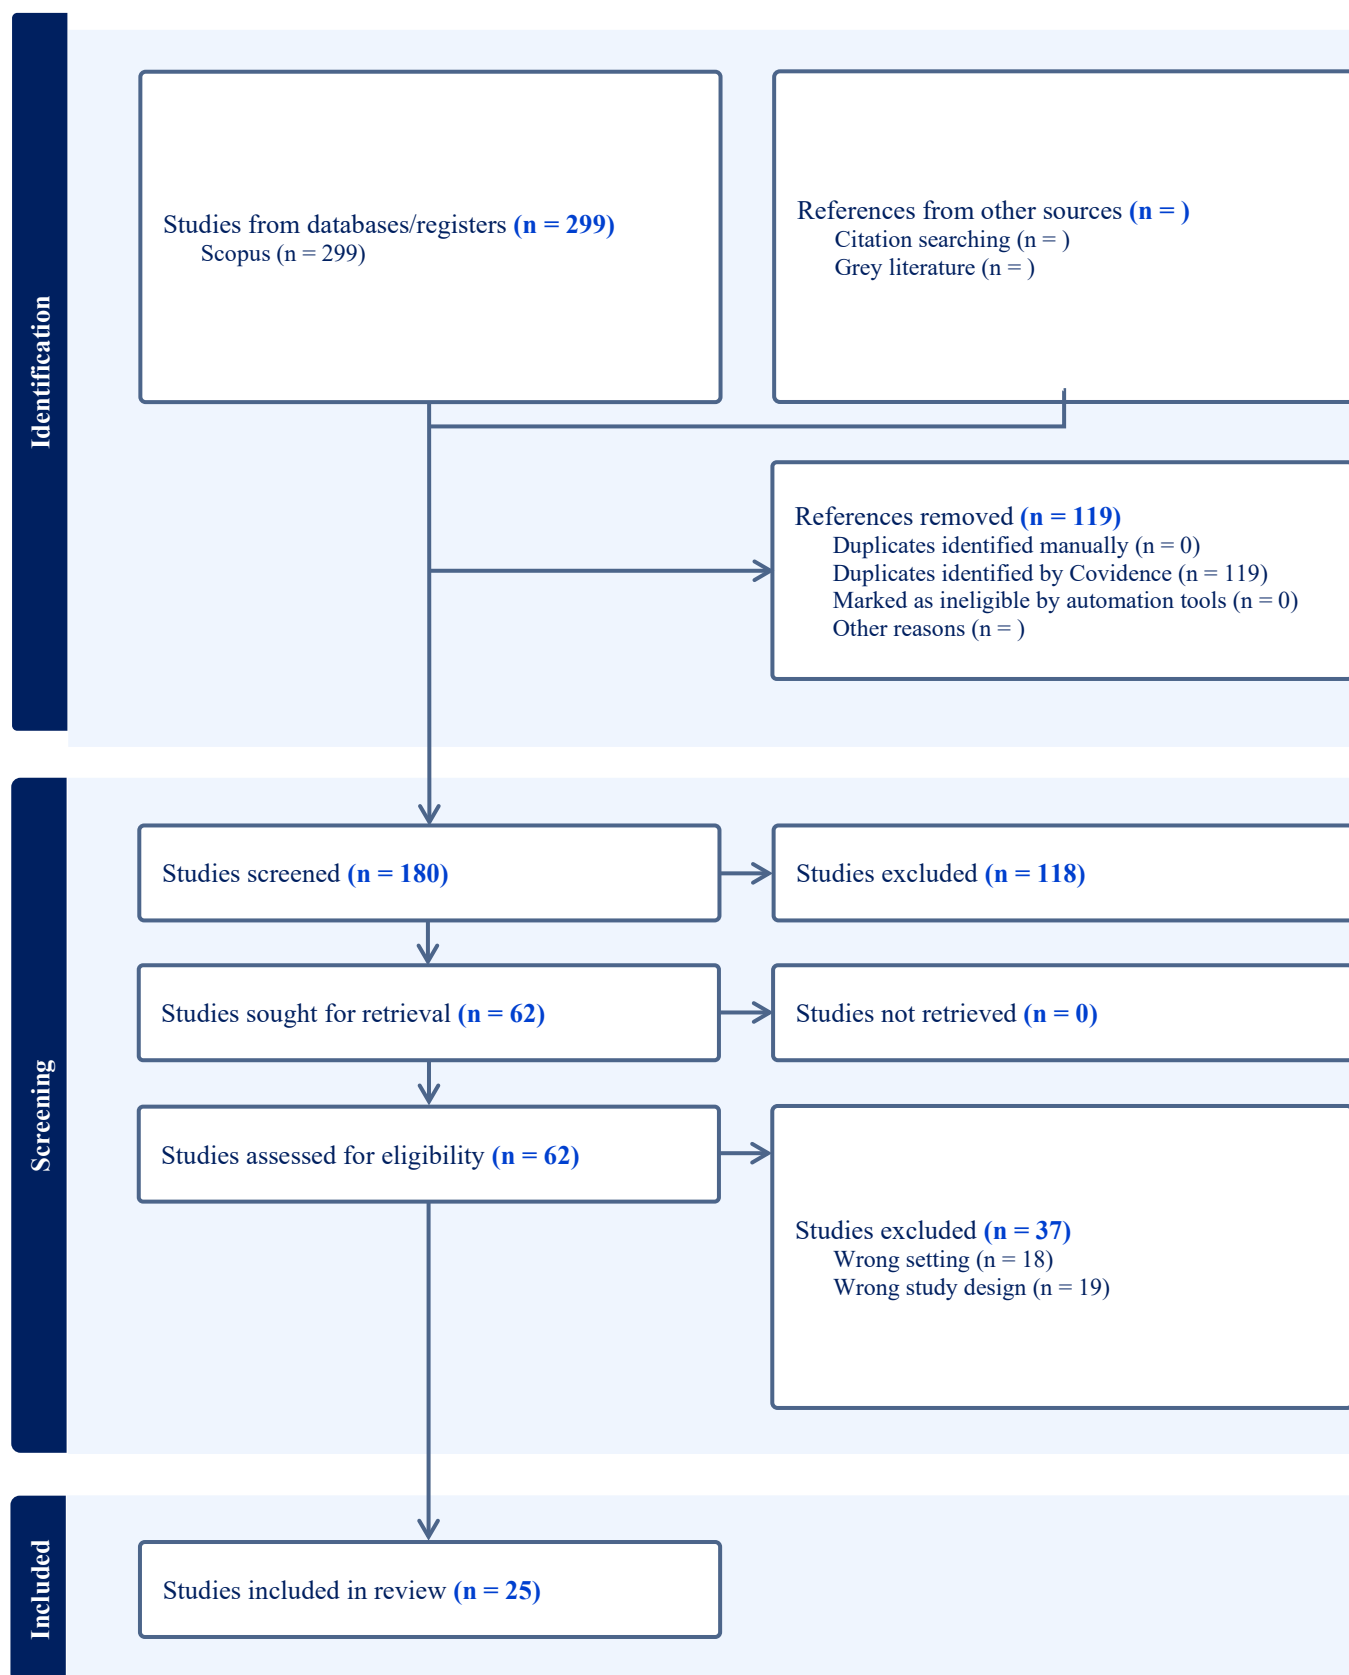 Identification
Studies from databases/registers (n = 299)
Scopus (n = 299)
References from other sources (n = )
Citation searching (n = )
Grey literature (n = )
References removed (n = 119)
Duplicates identified manually (n = 0)
Duplicates identified by Covidence (n = 119)
Marked as ineligible by automation tools (n = 0)
Other reasons (n = )
Screening
Studies screened (n = 180)
Studies excluded (n = 118)
Studies sought for retrieval (n = 62)
Studies not retrieved (n = 0)
Studies assessed for eligibility (n = 62)
Studies excluded (n = 37)
Wrong setting (n = 18)
Wrong study design (n = 19)
Included
Studies included in review (n = 25)